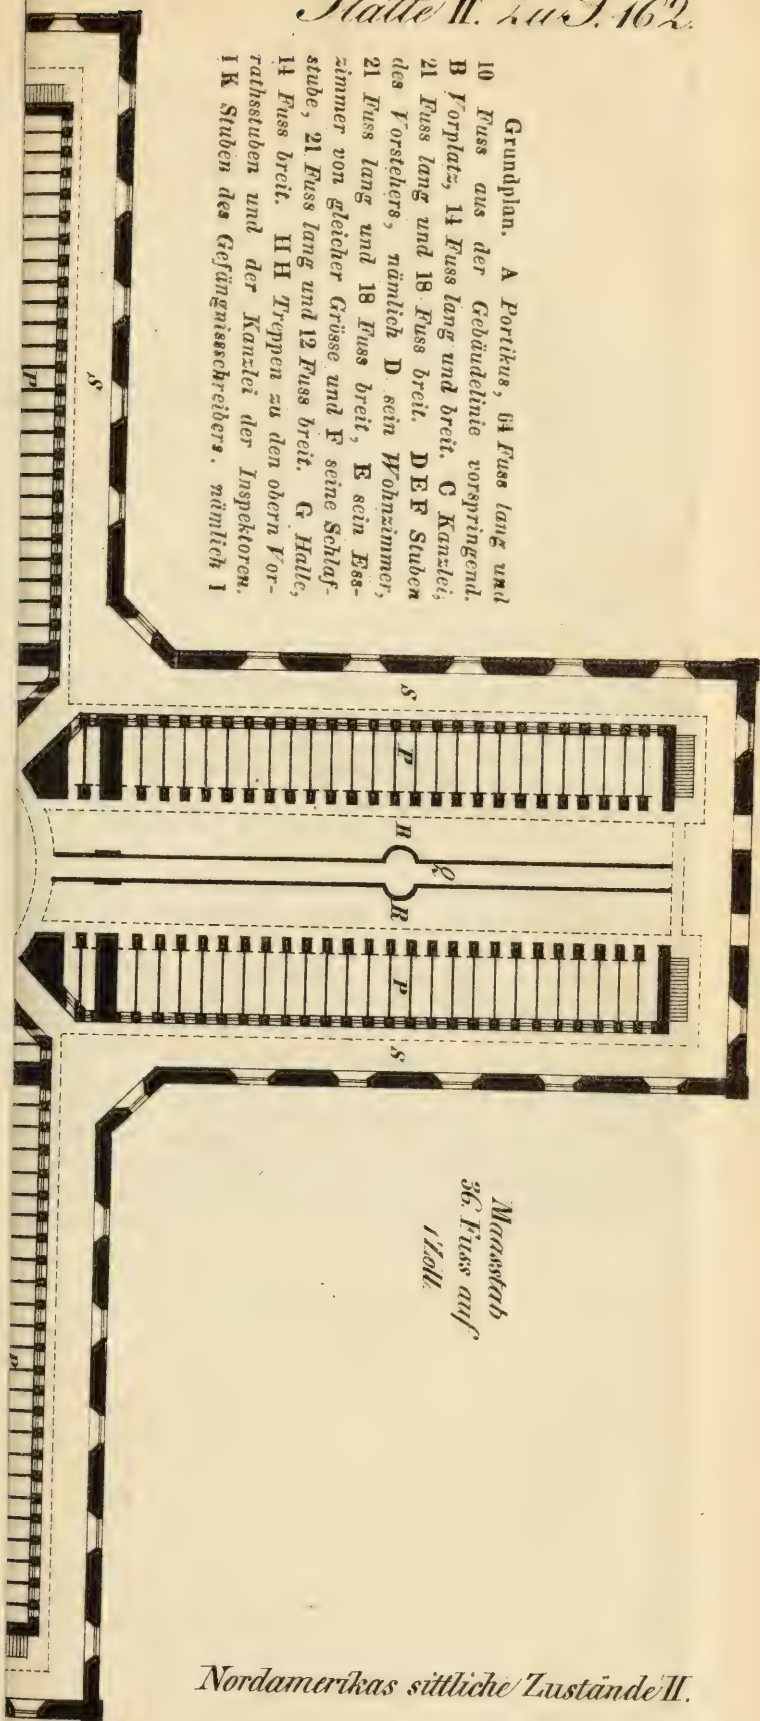 Platte II. zu S. 162.
Grundplan. A Portikus, 64 Fuss lang und
10 Fuss aus der Gebäudelinie vorspringend.
B Vorplatz, 14 Fuss lang und breit. C Kanzlei,
21 Fuss lang und 18 Fuss breit. DEF Stuben
des Vorstehers, nämlich D sein Wohnzimmer,
21 Fuss lang und 18 Fuss breit, E sein Ess-
zimmer von gleicher Grösse und F seine Schlaf-
stube, 21 Fuss lang und 12 Fuss breit. G Halle,
14 Fuss breit. HH Treppen zu den obern Vor-
rathsstuben und der Kanzlei der Inspektoren.
I K Stuben des Gefängnissschreibers, nämlich I
S
P
S
P
R
Q
R
P
S
P
Maasstab
36 Fuss auf
1 Zoll.
Nordamerikas sittliche Zustände II.